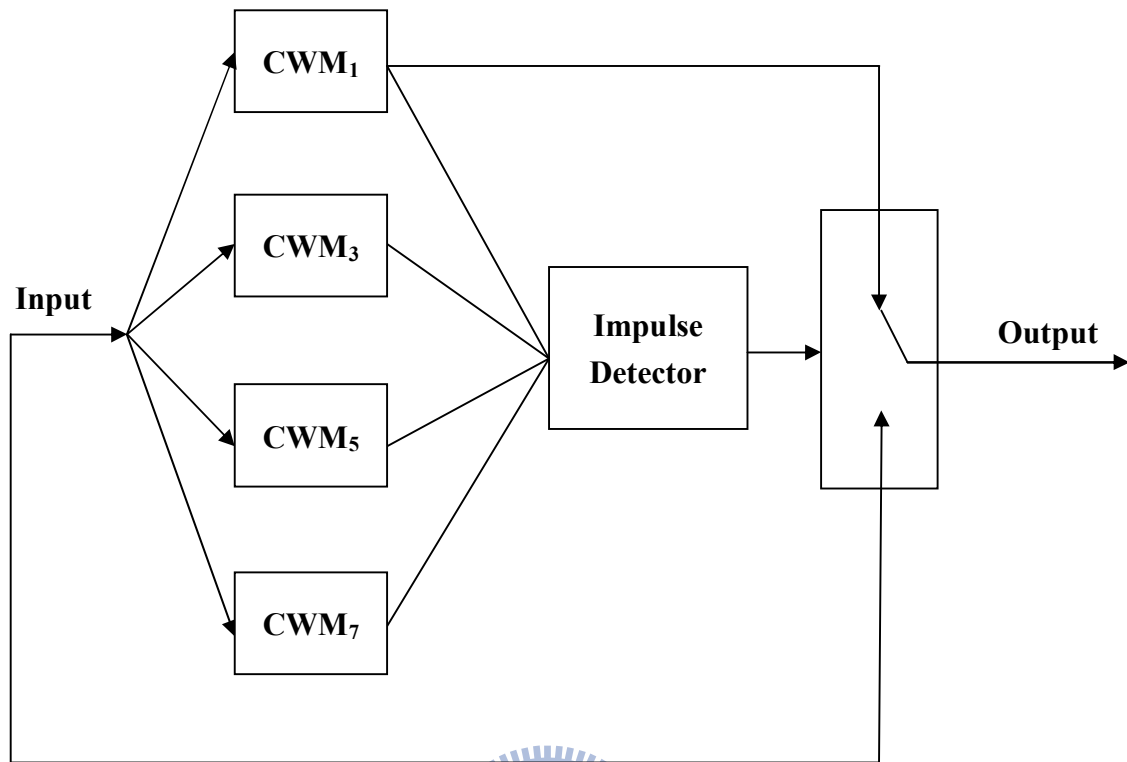 CWM₁
CWM₃
Input
Impulse
Detector
Output
CWM₅
CWM₇